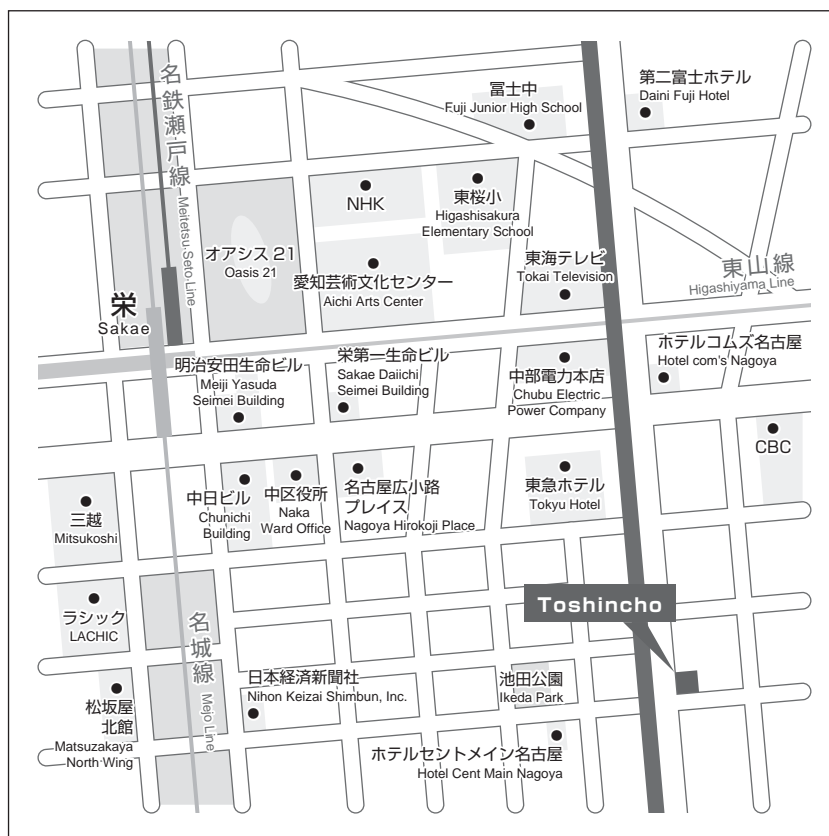 名鉄瀬戸線
Meitetsu Seto Line
冨士中
Fuji Junior High School
第二富士ホテル
Daini Fuji Hotel
NHK
東桜小
Higashisakura
Elementary School
オアシス 21
Oasis 21
愛知芸術文化センター
Aichi Arts Center
東海テレビ
Tokai Television
東山線
Higashiyama Line
栄
Sakae
明治安田生命ビル
Meiji Yasuda
Seimei Building
栄第一生命ビル
Sakae Daiichi
Seimei Building
中部電力本店
Chubu Electric
Power Company
ホテルコムズ名古屋
Hotel com's Nagoya
CBC
三越
Mitsukoshi
中日ビル
Chunichi
Building
中区役所
Naka
Ward Office
名古屋広小路
プレイス
Nagoya Hirokoji Place
東急ホテル
Tokyu Hotel
Toshincho
ラシック
LACHIC
名城線
Mejo Line
日本経済新聞社
Nihon Keizai Shimbun, Inc.
池田公園
Ikeda Park
松坂屋
北館
Matsuzakaya
North Wing
ホテルセントメイン名古屋
Hotel Cent Main Nagoya